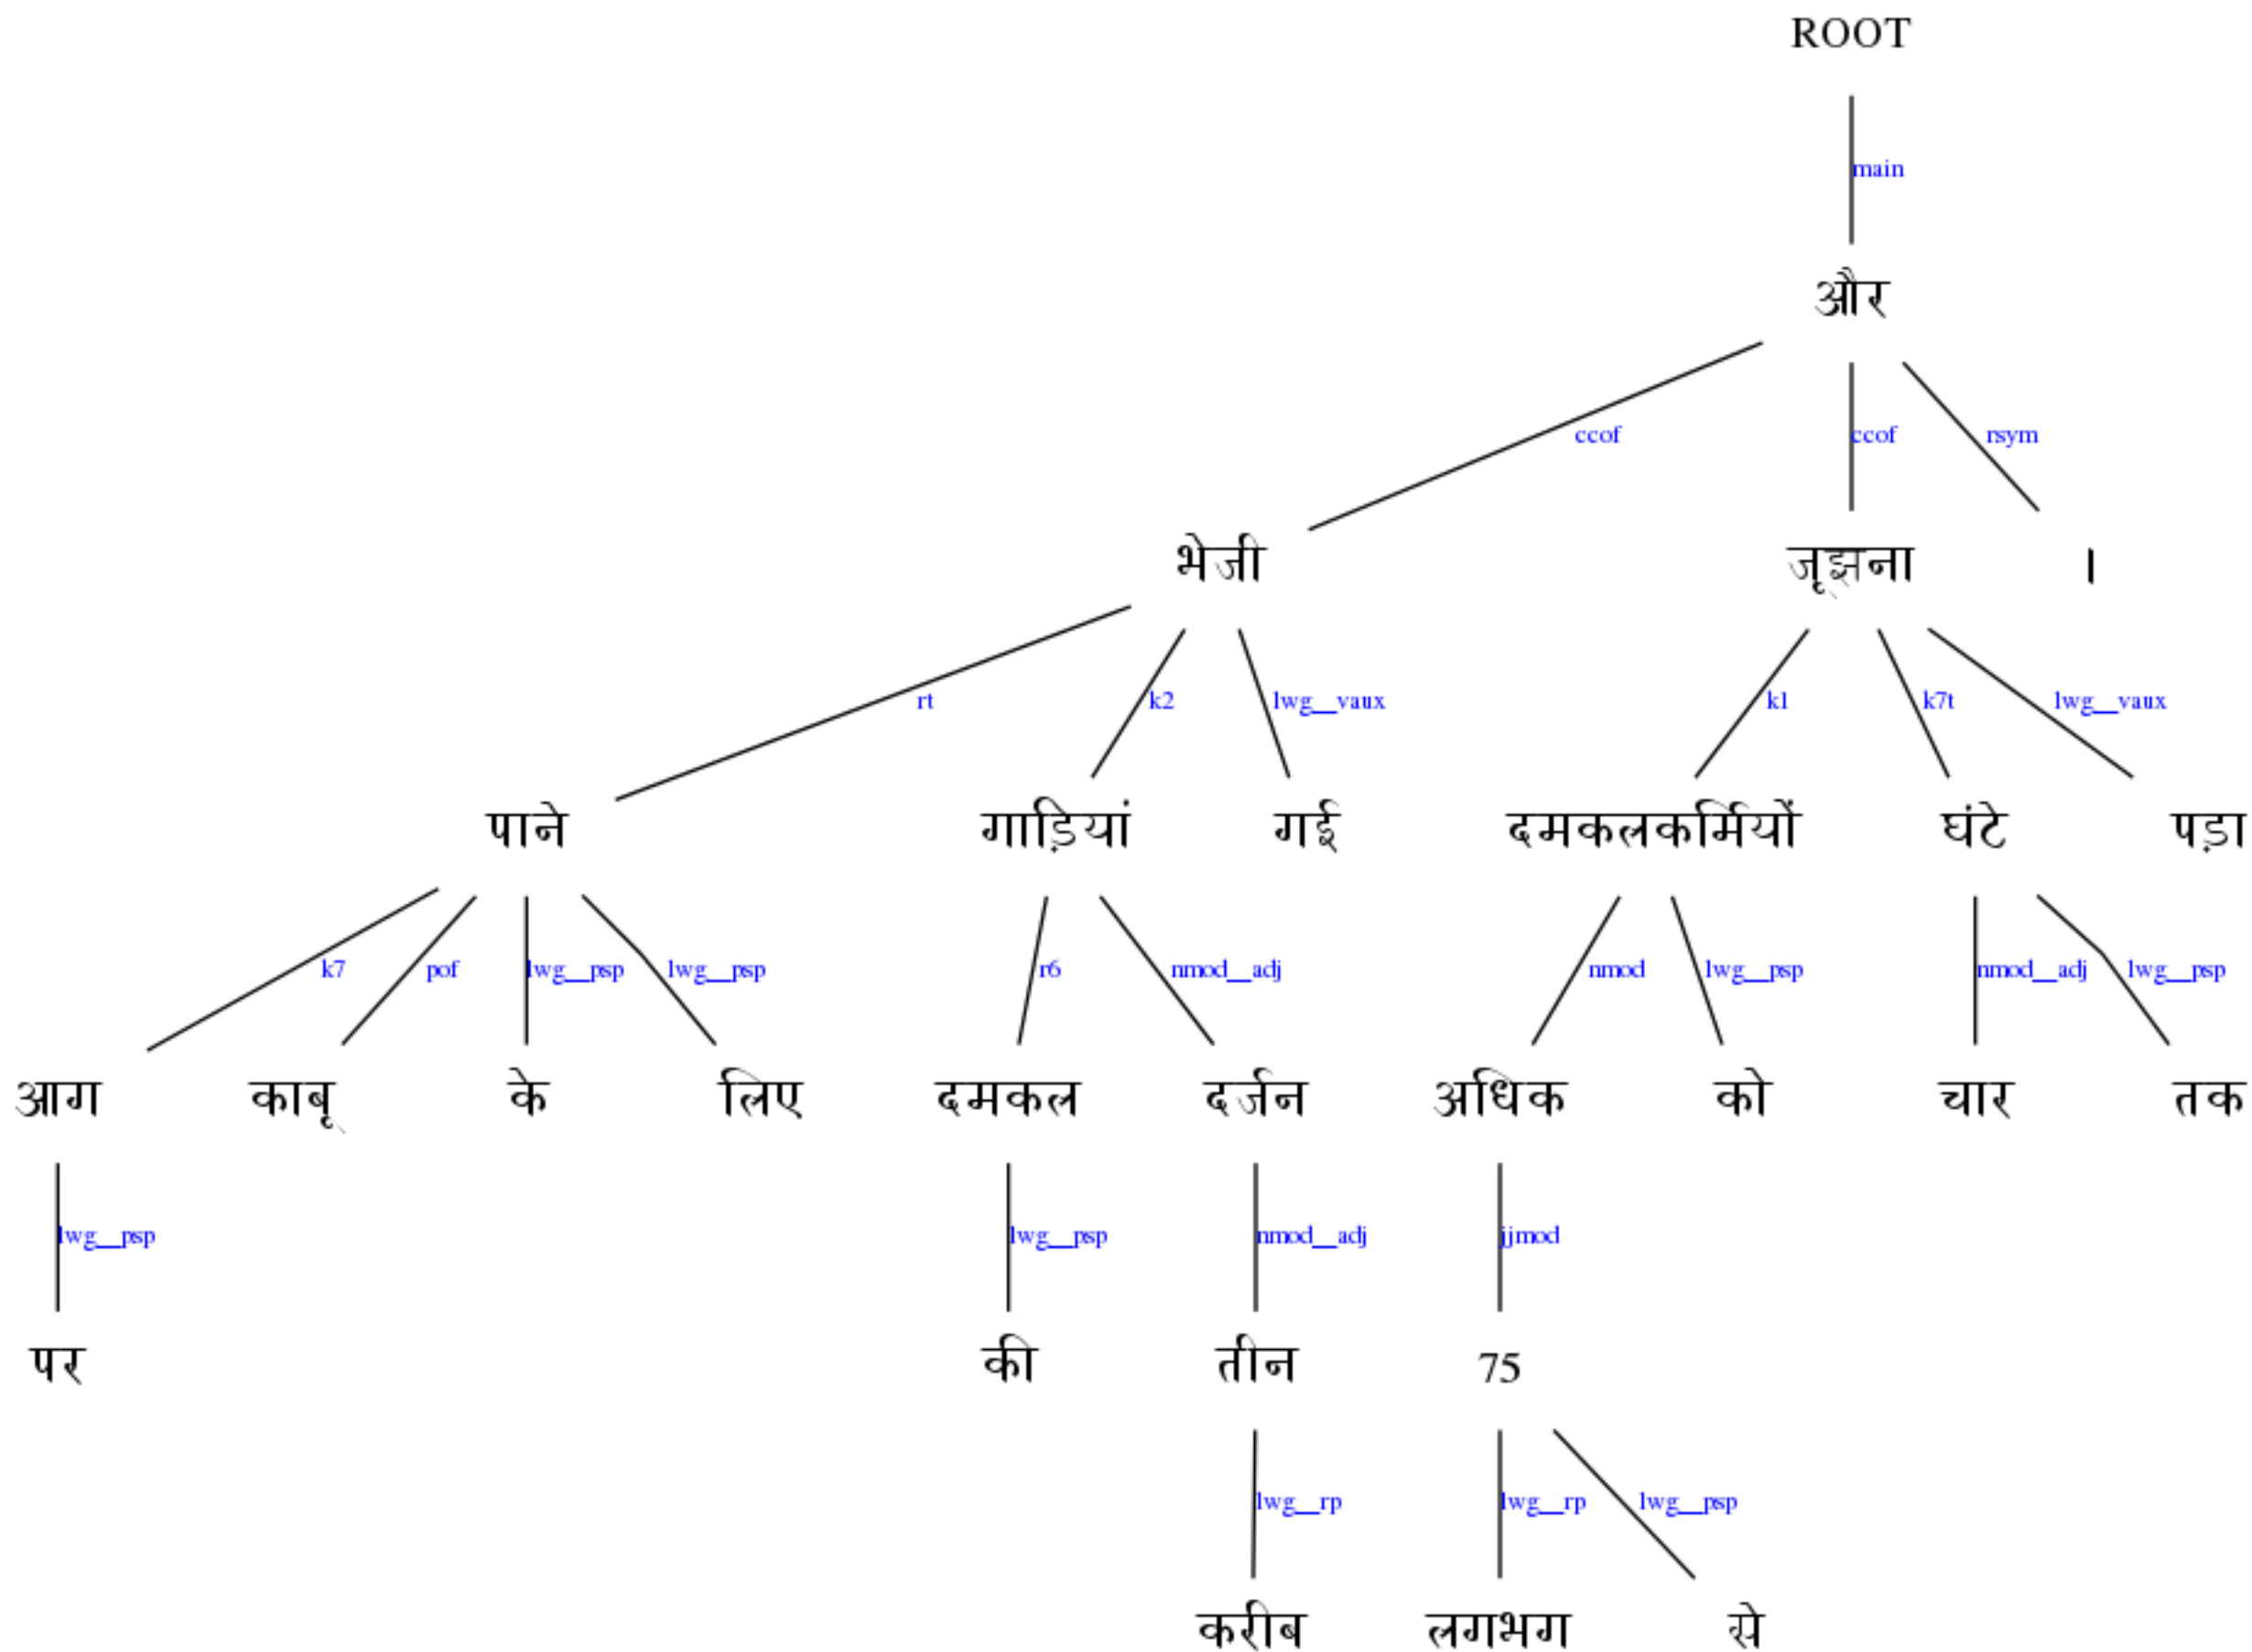 ROOT
main
और
ccof ccof rsym
भेजी जूझना ।
rt k2 lwg__vaux k1 k7t lwg__vaux
पाने गाड़ियां गई दमकलकर्मियों घंटे पड़ा
k7 pof lwg__psp lwg__psp r6 nmod__adj nmod lwg__psp nmod__adj lwg__psp
आग काबू के लिए दमकल दर्जन अधिक को चार तक
lwg__psp lwg__psp nmod__adj jjmod
पर की तीन 75
lwg__rp lwg__rp lwg__psp
करीब लगभग से